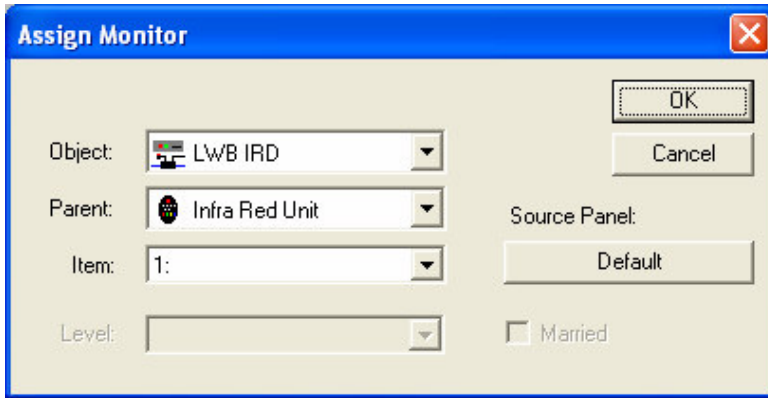 Assign Monitor
OK
Object: LWB IRD
Cancel
Parent: Infra Red Unit
Source Panel:
Item: 1:
Default
Level:
Married